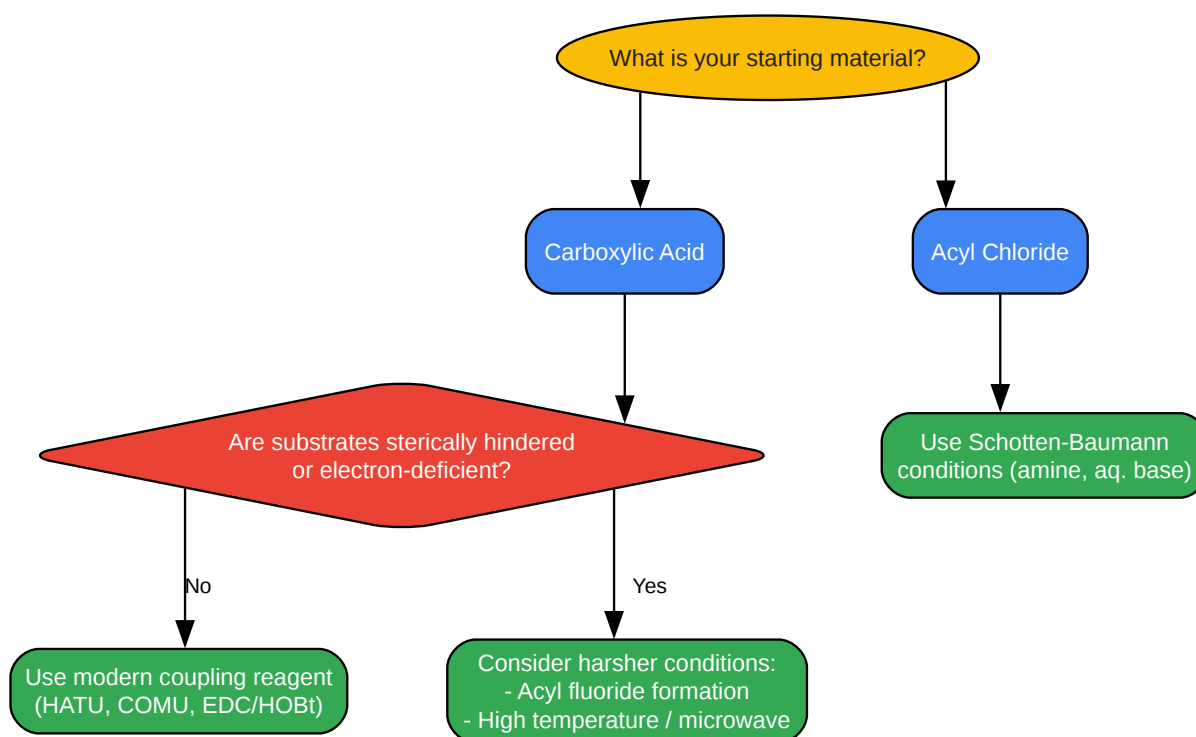 What is your starting material?
Carboxylic Acid
Acyl Chloride
Are substrates sterically hindered
or electron-deficient?
Use Schotten-Baumann
conditions (amine, aq. base)
No
Yes
Use modern coupling reagent
(HATU, COMU, EDC/HOBt)
Consider harsher conditions:
- Acyl fluoride formation
- High temperature / microwave